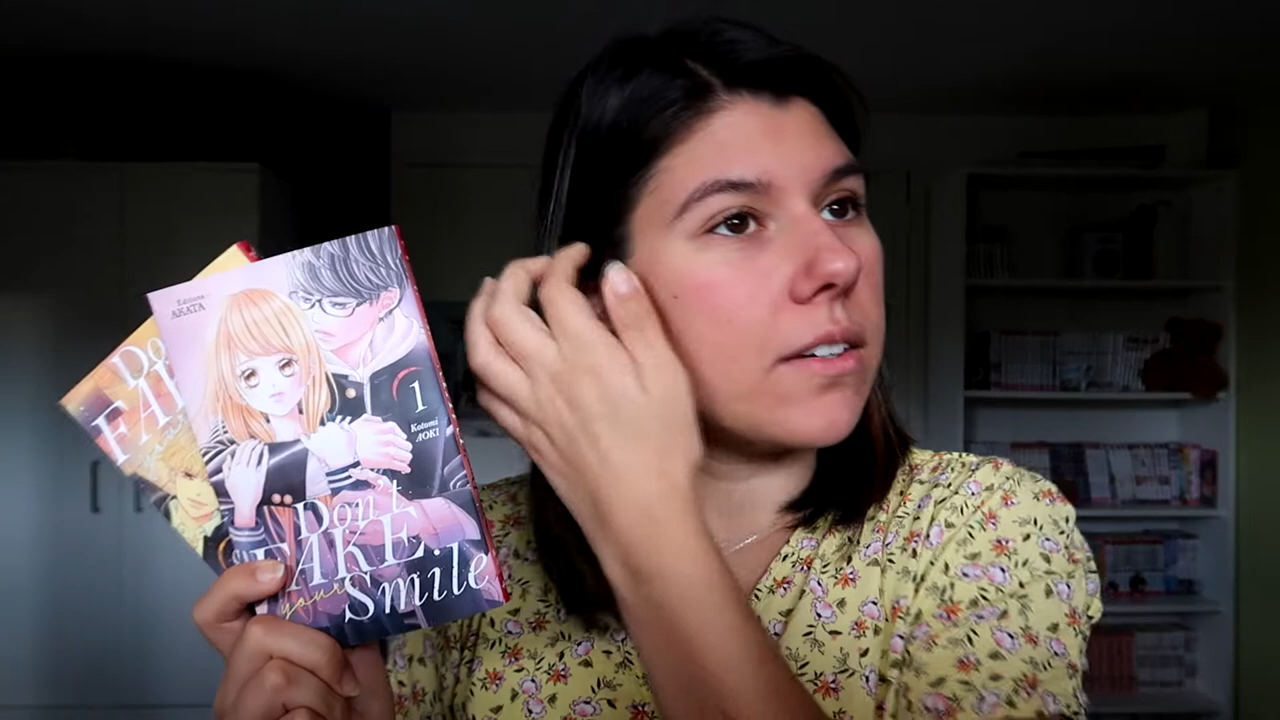 Editions
AKATA
1
Kotomi
AOKI
Don't
FAKE
your
Smile
Do
FA